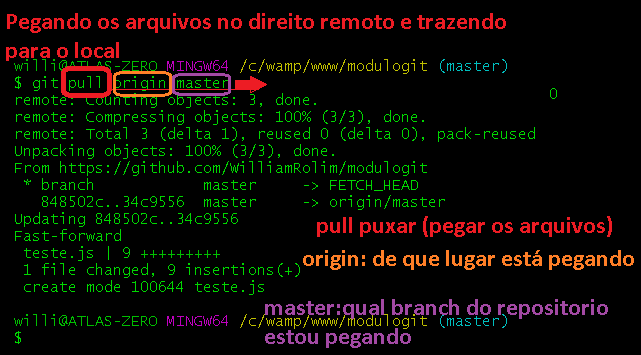 Pegando os arquivos no direito remoto e trazendo
para o local
willi@ATLAS-ZERO MINGW64 /c/wamp/www/modulogit (master)
$ git pull origin master
0
remote: Counting objects: 3, done.
remote: Compressing objects: 100% (3/3), done.
remote: Total 3 (delta 1), reused 0 (delta 0), pack-reused
Unpacking objects: 100% (3/3), done.
From https://github.com/WilliamRolim/modulogit
* branch master -> FETCH_HEAD
848502c..34c9556 master -> origin/master
Updating 848502c..34c9556
Fast-forward
teste.js | 9 +++++++++
1 file changed, 9 insertions(+)
create mode 100644 teste.js
pull puxar (pegar os arquivos)
origin: de que lugar está pegando
master:qual branch do repositorio
estou pegando
willi@ATLAS-ZERO MINGW64 /c/wamp/www/modulogit (master)
$